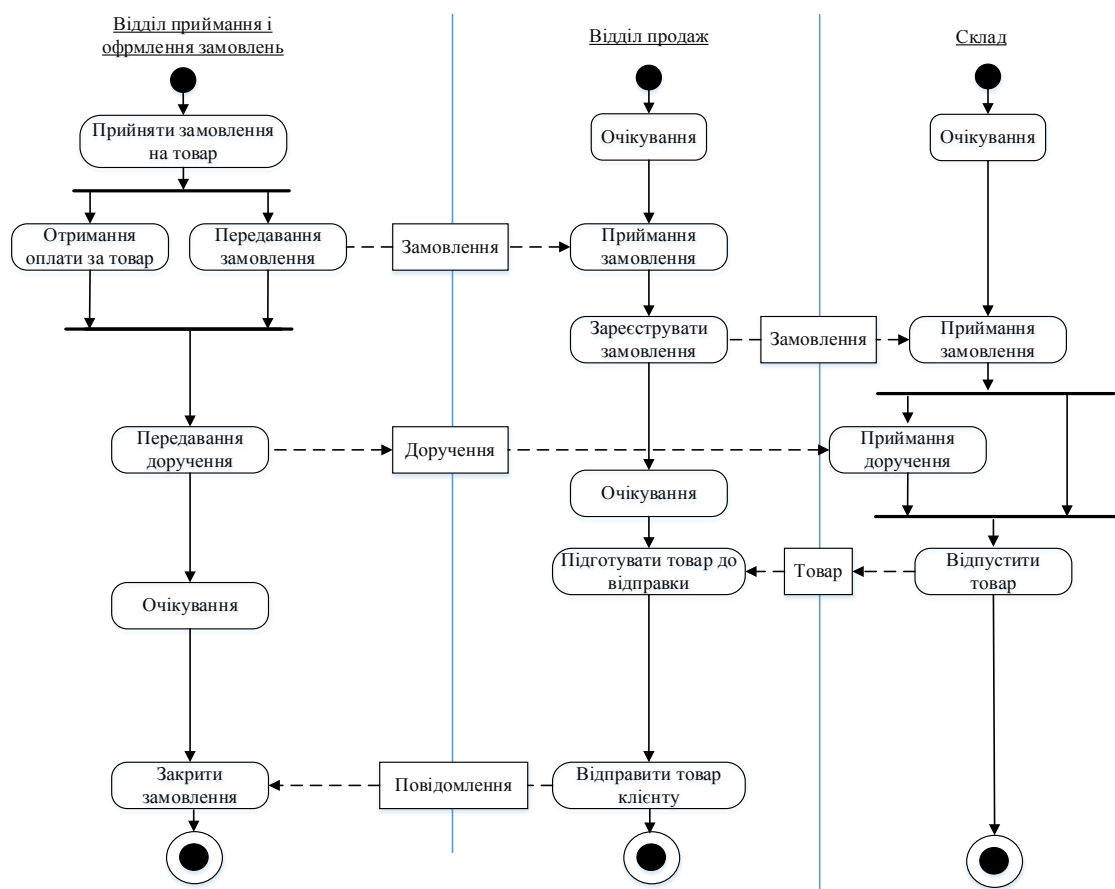 Відділ приймання і
офрмлення замовлень
Відділ продаж
Склад
Прийняти замовлення
на товар
Очікування
Очікування
Отримання
оплати за товар
Передавання
замовлення
Замовлення
Приймання
замовлення
Зареєструвати
замовлення
Замовлення
Приймання
замовлення
Передавання
доручення
Доручення
Приймання
доручення
Очікування
Підготувати товар до
відправки
Товар
Відпустити
товар
Очікування
Закрити
замовлення
Повідомлення
Відправити товар
клієнту